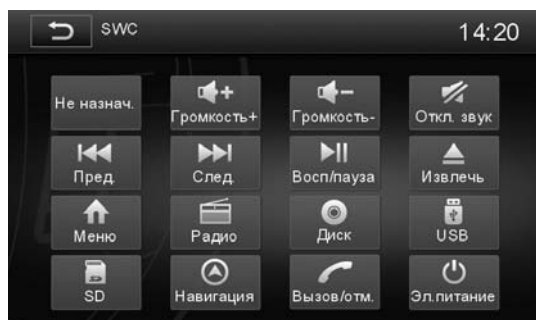 SWC 14:20
Не назнач. Громкость+ Громкость- Откл. звук
Пред. След. Восп/пауза Извлечь
Меню Радио Диск USB
SD Навигация Вызов/отм. Эл.питание